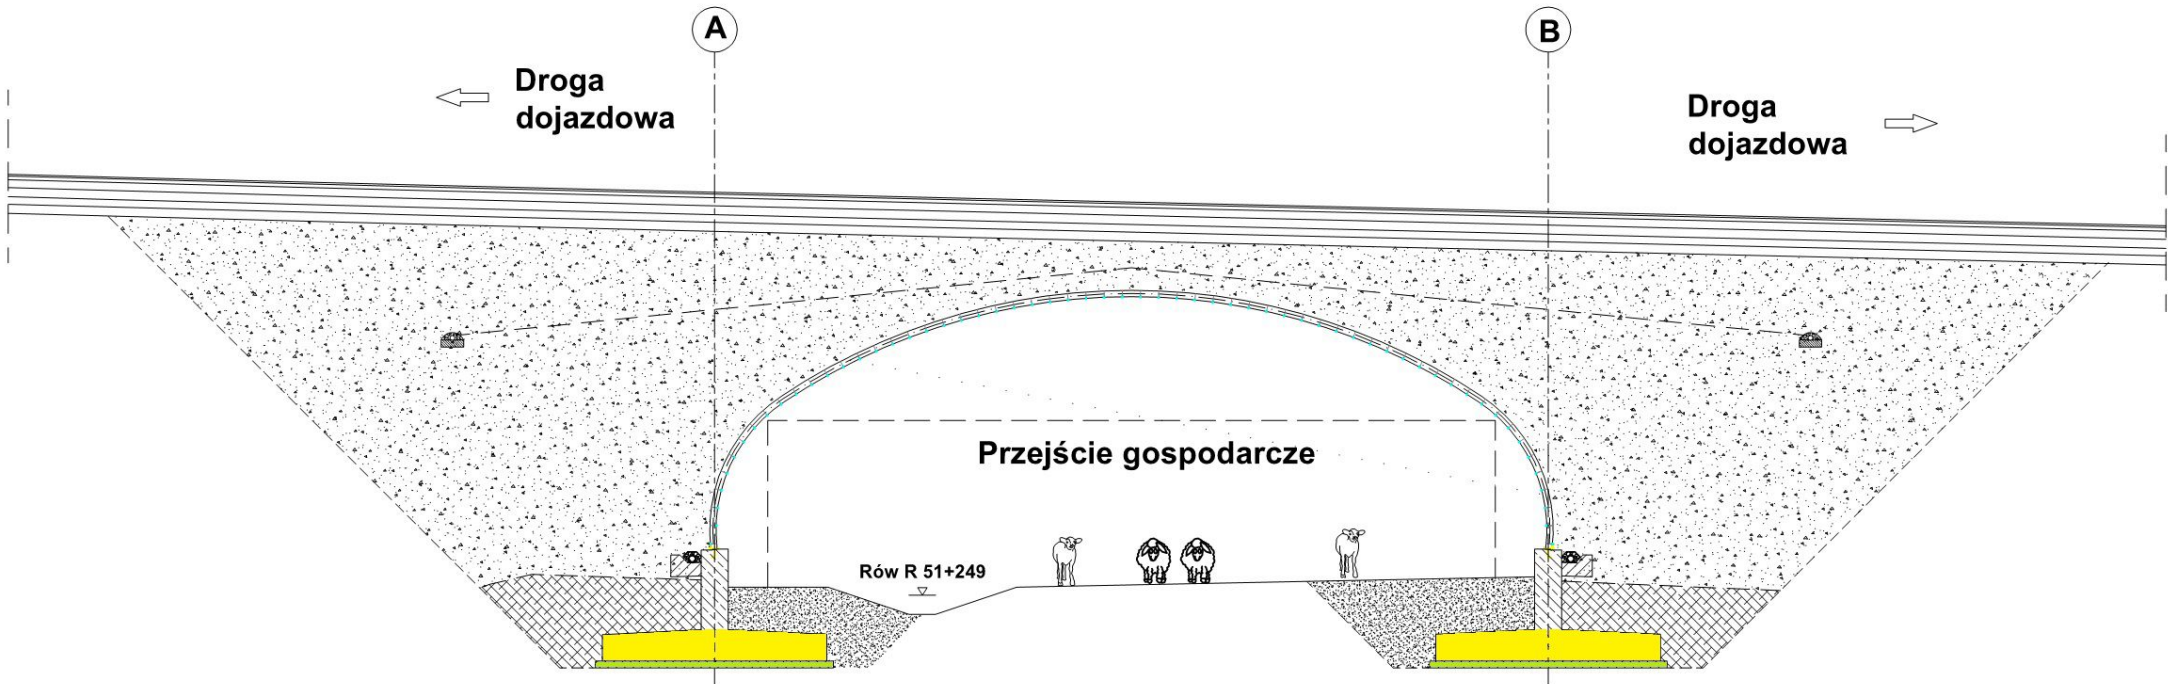 A
B
Droga
dojazdowa
Droga
dojazdowa
Przejście gospodarcze
Rów R 51+249